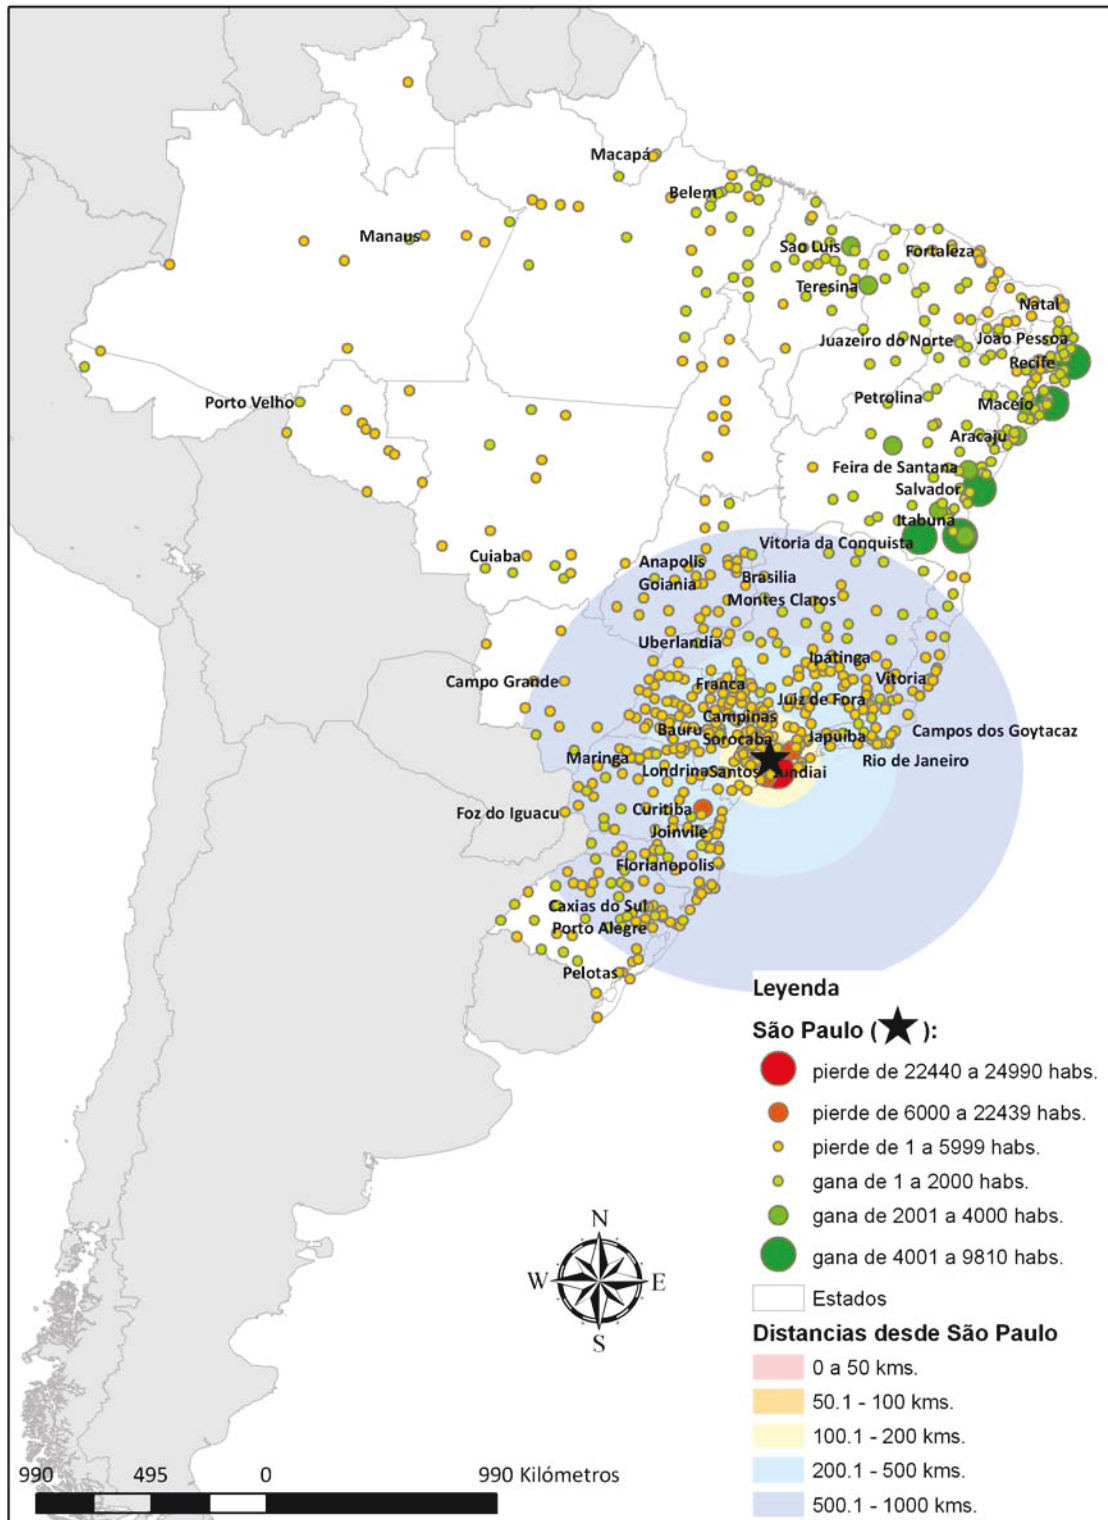 Macapá
Belem
Manaus
Sao Luis
Fortaleza
Teresina
Natal
Juazeiro do Norte
Joao Pessoa
Recife
Porto Velho
Petrolina
Maceio
Aracaju
Feira de Santana
Salvador
Itabuna
Vitoria da Conquista
Cuiaba
Anapolis
Brasilia
Goiania
Montes Claros
Uberlandia
Ipatinga
Campo Grande
Franca
Vitoria
Juiz de Fora
Campinas
Bauru
Sorocaba
Japuiba
Campos dos Goytacaz
Maringa
Rio de Janeiro
Londrina
Santos
Jundiai
Foz do Iguacu
Curitiba
Joinvile
Florianopolis
Caxias do Sul
Porto Alegre
Pelotas
Leyenda
São Paulo (★):
pierde de 22440 a 24990 habs.
pierde de 6000 a 22439 habs.
pierde de 1 a 5999 habs.
gana de 1 a 2000 habs.
gana de 2001 a 4000 habs.
gana de 4001 a 9810 habs.
Estados
Distancias desde São Paulo
0 a 50 kms.
50.1 - 100 kms.
100.1 - 200 kms.
200.1 - 500 kms.
500.1 - 1000 kms.
N
W E
S
990 495 0 990 Kilómetros